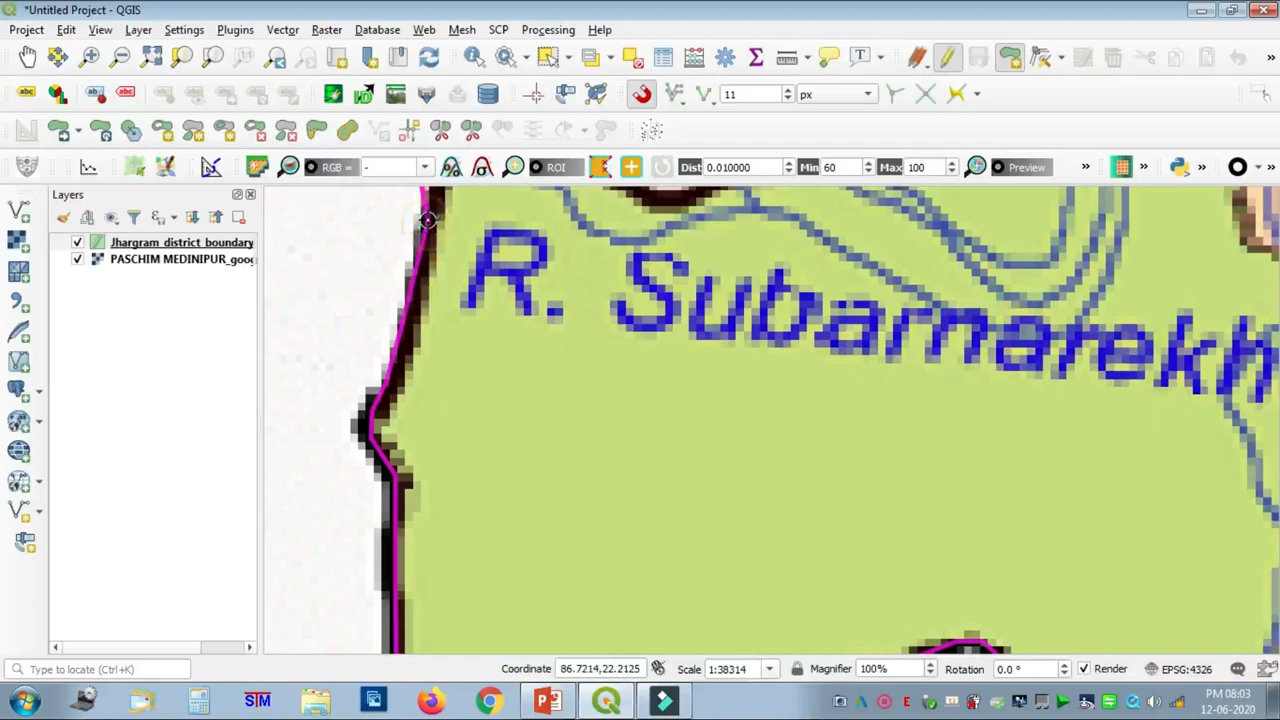 *Untitled Project - QGIS
Project Edit View Layer Settings Plugins Vector Raster Database Web Mesh SCP Processing Help
11 px
RGB = - ROI Dist 0.010000 Min 60 Max 100 Preview
Layers
Jhargram_district_boundary
PASCHIM MEDINIPUR_goog
R. Subarnarekh
Type to locate (Ctrl+K)
Coordinate 86.7214,22.2125 Scale 1:38314 Magnifier 100% Rotation 0.0 ° Render EPSG:4326
PM 08:03
12-06-2020